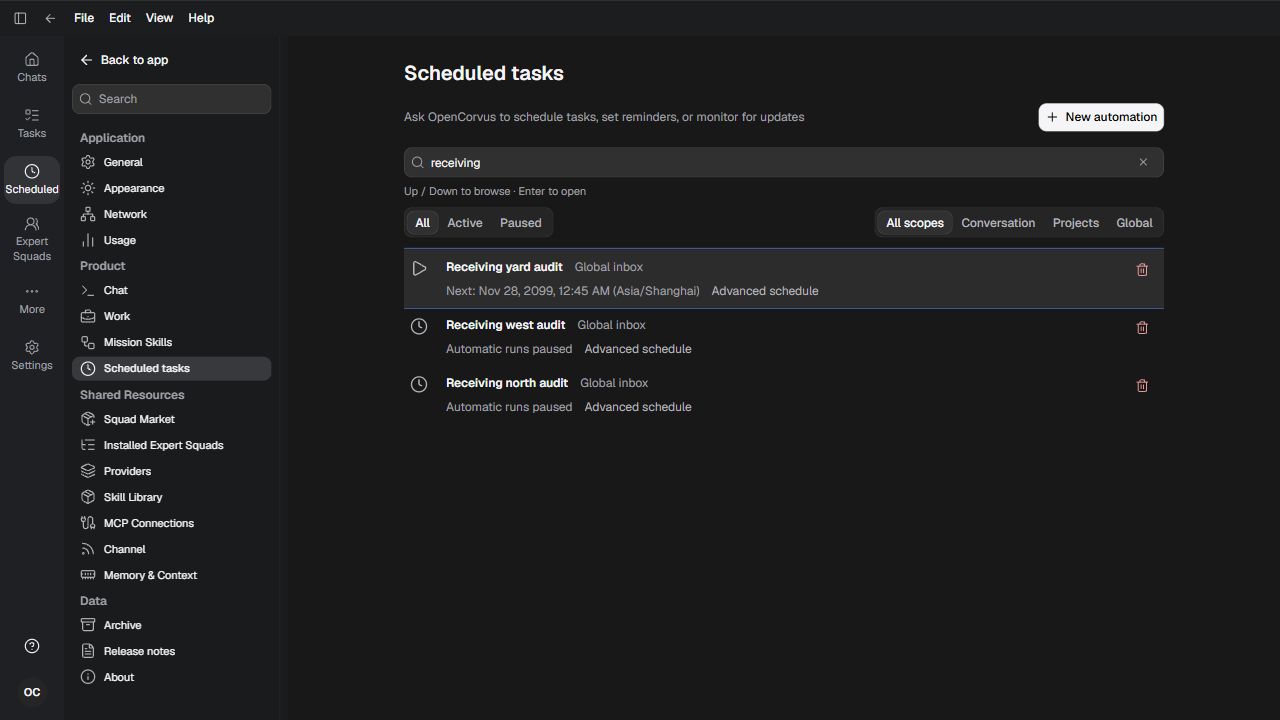 File Edit View Help
Chats
Tasks
Scheduled
Expert
Squads
More
Settings
OC
Back to app
Search
Application
General
Appearance
Network
Usage
Product
Chat
Work
Mission Skills
Scheduled tasks
Shared Resources
Squad Market
Installed Expert Squads
Providers
Skill Library
MCP Connections
Channel
Memory & Context
Data
Archive
Release notes
About
Scheduled tasks
Ask OpenCorvus to schedule tasks, set reminders, or monitor for updates
New automation
receiving
Up / Down to browse · Enter to open
All Active Paused
All scopes Conversation Projects Global
Receiving yard audit Global inbox
Next: Nov 28, 2099, 12:45 AM (Asia/Shanghai) Advanced schedule
Receiving west audit Global inbox
Automatic runs paused Advanced schedule
Receiving north audit Global inbox
Automatic runs paused Advanced schedule